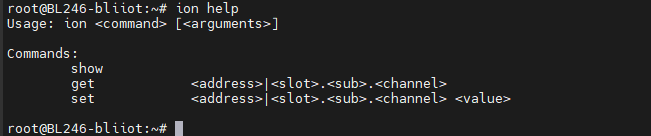 root@BL246-bliiot:~# ion help
Usage: ion <command> [<arguments>]

Commands:
        show
        get            <address>|<slot>.<sub>.<channel>
        set            <address>|<slot>.<sub>.<channel> <value>

root@BL246-bliiot:~#